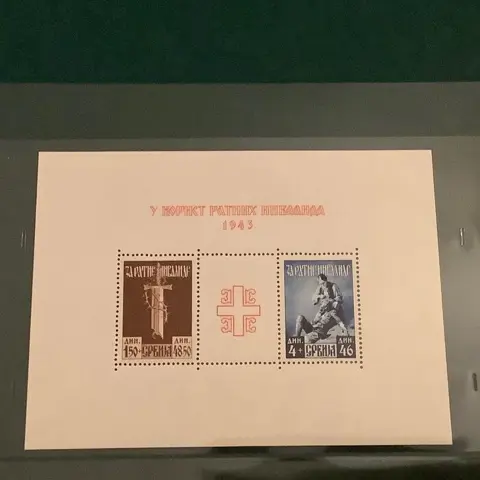 У КОРИСТ РАТНИХ ИНВАЛИДА
1943
ЗА РАТНЕ ИНВАЛИДЕ
ДИН. ДИН.
1.50+ СРБИЈА 48.50
ЗА РАТНЕ ИНВАЛИДЕ
ДИН. ДИН.
4+ СРБИЈА 46